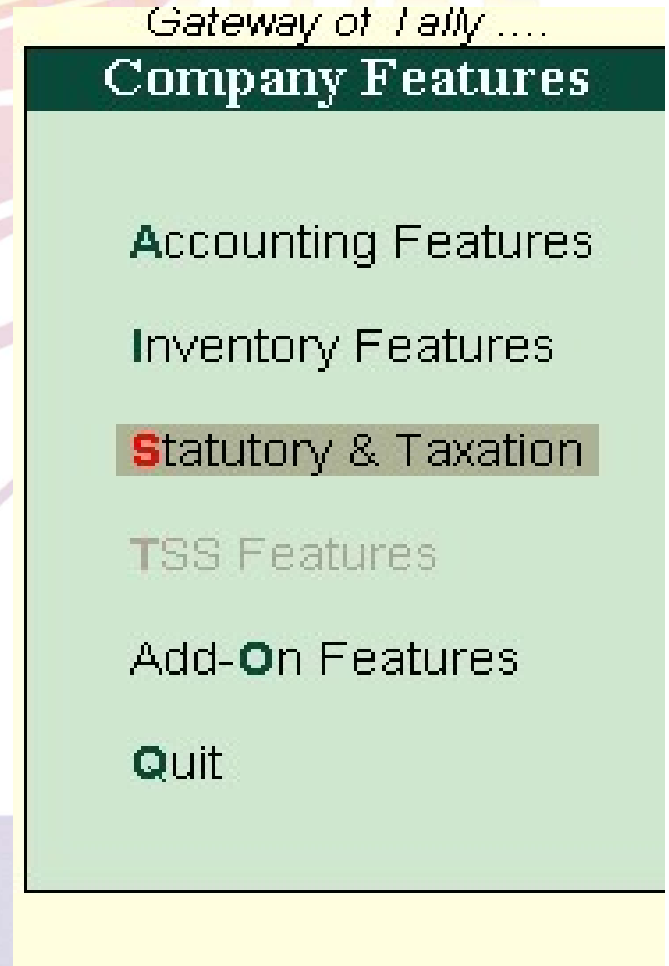 Gateway of Tally ....
Company Features
Accounting Features
Inventory Features
Statutory & Taxation
TSS Features
Add-On Features
Quit